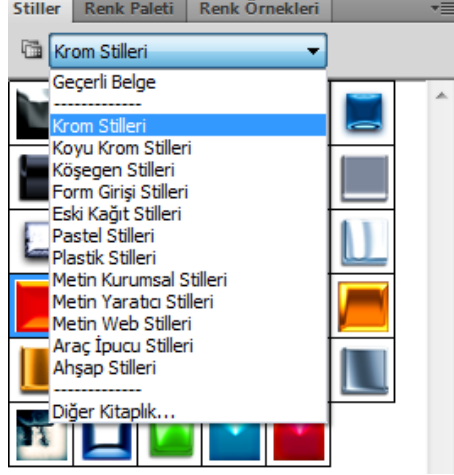 Stiller Renk Paleti Renk Örnekleri
Krom Stilleri
Geçerli Belge
-------------
Krom Stilleri
Koyu Krom Stilleri
Köşegen Stilleri
Form Girişi Stilleri
Eski Kağıt Stilleri
Pastel Stilleri
Plastik Stilleri
Metin Kurumsal Stilleri
Metin Yaratıcı Stilleri
Metin Web Stilleri
Araç İpucu Stilleri
Ahşap Stilleri
-------------
Diğer Kitaplık...